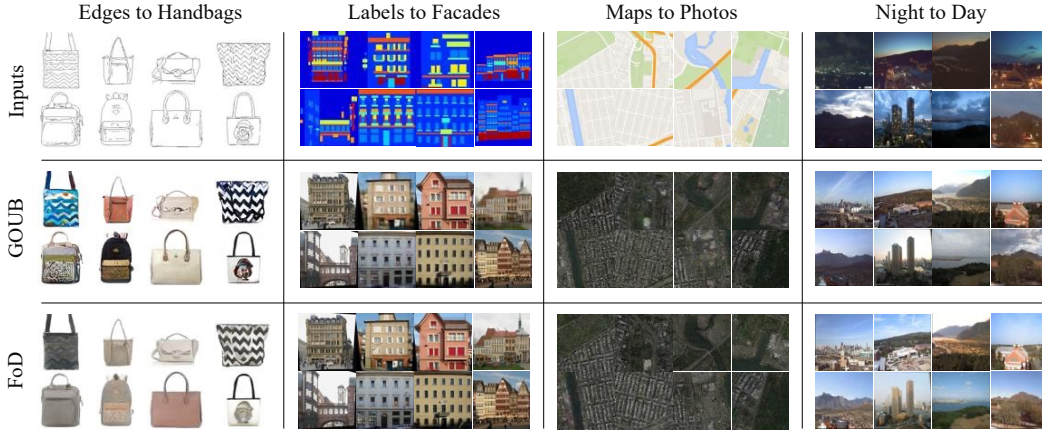 Edges to Handbags
Labels to Facades
Maps to Photos
Night to Day
Inputs
GOUB
FoD